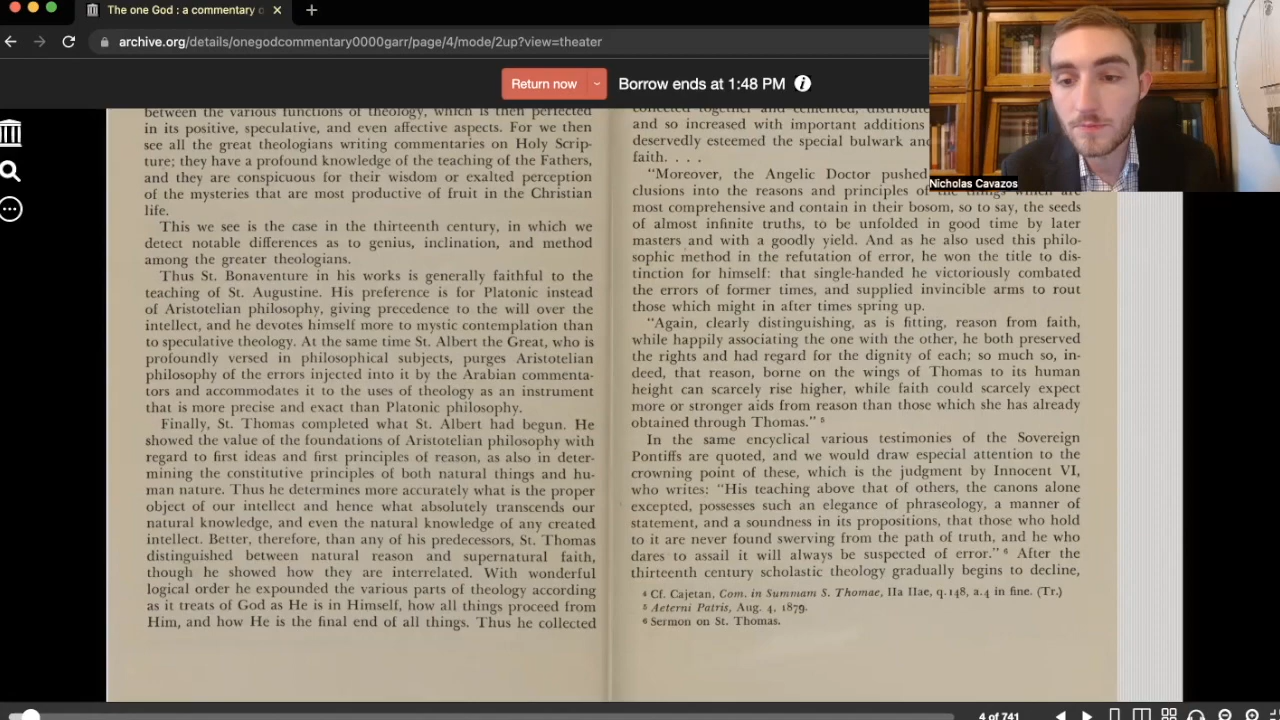 The one God : a commentary o
archive.org/details/onegodcommentary0000garr/page/4/mode/2up?view=theater
Return now
Borrow ends at 1:48 PM
between the various functions of theology, which is then perfected
in its positive, speculative, and even affective aspects. For we then
see all the great theologians writing commentaries on Holy Scrip-
ture; they have a profound knowledge of the teaching of the Fathers,
and they are conspicuous for their wisdom or exalted perception
of the mysteries that are most productive of fruit in the Christian
life.
This we see is the case in the thirteenth century, in which we
detect notable differences as to genius, inclination, and method
among the greater theologians.
Thus St. Bonaventure in his works is generally faithful to the
teaching of St. Augustine. His preference is for Platonic instead
of Aristotelian philosophy, giving precedence to the will over the
intellect, and he devotes himself more to mystic contemplation than
to speculative theology. At the same time St. Albert the Great, who is
profoundly versed in philosophical subjects, purges Aristotelian
philosophy of the errors injected into it by the Arabian commenta-
tors and accommodates it to the uses of theology as an instrument
that is more precise and exact than Platonic philosophy.
Finally, St. Thomas completed what St. Albert had begun. He
showed the value of the foundations of Aristotelian philosophy with
regard to first ideas and first principles of reason, as also in deter-
mining the constitutive principles of both natural things and hu-
man nature. Thus he determines more accurately what is the proper
object of our intellect and hence what absolutely transcends our
natural knowledge, and even the natural knowledge of any created
intellect. Better, therefore, than any of his predecessors, St. Thomas
distinguished between natural reason and supernatural faith,
though he showed how they are interrelated. With wonderful
logical order he expounded the various parts of theology according
as it treats of God as He is in Himself, how all things proceed from
Him, and how He is the final end of all things. Thus he collected
collected together and cemented, distribut
and so increased with important additions
deservedly esteemed the special bulwark an
faith. . . .
“Moreover, the Angelic Doctor pushed
clusions into the reasons and principles of the things which are
most comprehensive and contain in their bosom, so to say, the seeds
of almost infinite truths, to be unfolded in good time by later
masters and with a goodly yield. And as he also used this philo-
sophic method in the refutation of error, he won the title to dis-
tinction for himself: that single-handed he victoriously combated
the errors of former times, and supplied invincible arms to rout
those which might in after times spring up.
“Again, clearly distinguishing, as is fitting, reason from faith,
while happily associating the one with the other, he both preserved
the rights and had regard for the dignity of each; so much so, in-
deed, that reason, borne on the wings of Thomas to its human
height can scarcely rise higher, while faith could scarcely expect
more or stronger aids from reason than those which she has already
obtained through Thomas.” 5
In the same encyclical various testimonies of the Sovereign
Pontiffs are quoted, and we would draw especial attention to the
crowning point of these, which is the judgment by Innocent VI,
who writes: “His teaching above that of others, the canons alone
excepted, possesses such an elegance of phraseology, a manner of
statement, and a soundness in its propositions, that those who hold
to it are never found swerving from the path of truth, and he who
dares to assail it will always be suspected of error.” 6 After the
thirteenth century scholastic theology gradually begins to decline,
4 Cf. Cajetan, Com. in Summam S. Thomae, IIa IIae, q.148, a.4 in fine. (Tr.)
5 Aeterni Patris, Aug. 4, 1879.
6 Sermon on St. Thomas.
Nicholas Cavazos
4 of 741